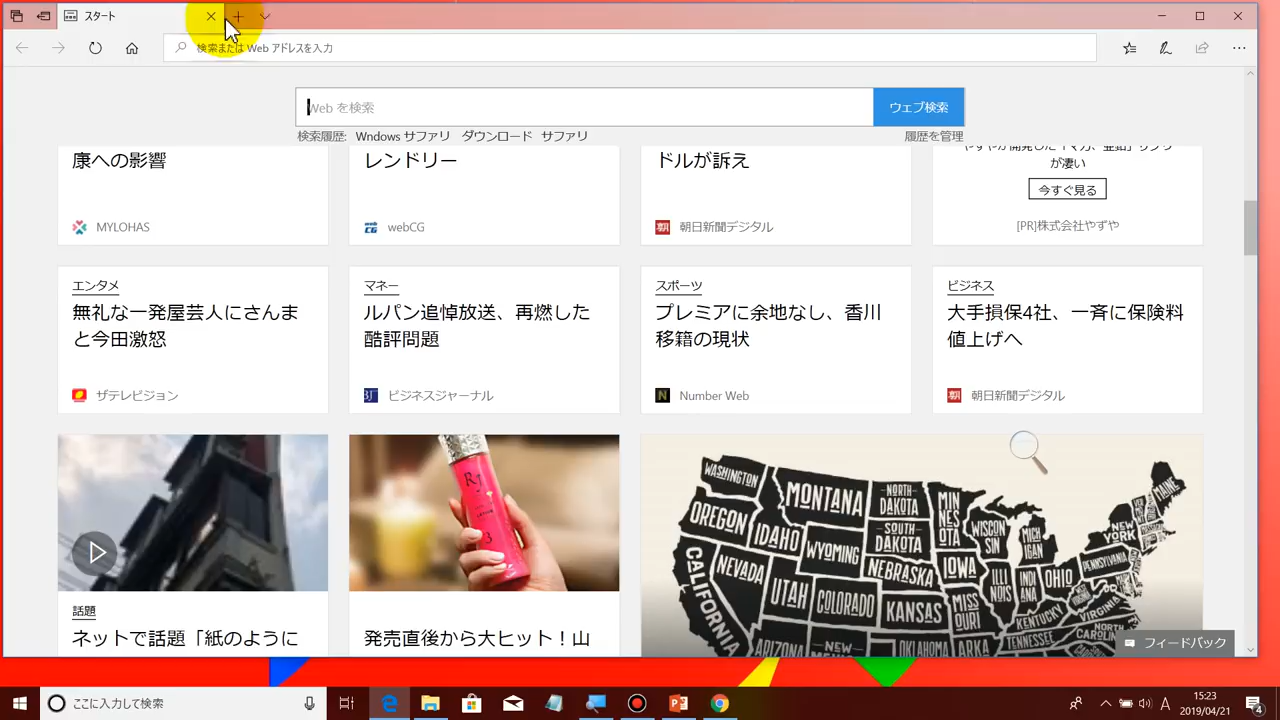 スタート
検索または Web アドレスを入力
Web を検索
ウェブ検索
検索履歴: Wndows サファリ ダウンロード サファリ
履歴を管理
康への影響
MYLOHAS
レンドリー
webCG
ドルが訴え
朝日新聞デジタル
が凄い
今すぐ見る
[PR]株式会社やずや
エンタメ
無礼な一発屋芸人にさんま
と今田激怒
ザテレビジョン
マネー
ルパン追悼放送、再燃した
酷評問題
ビジネスジャーナル
スポーツ
プレミアに余地なし、香川
移籍の現状
Number Web
ビジネス
大手損保4社、一斉に保険料
値上げへ
朝日新聞デジタル
話題
ネットで話題「紙のように
発売直後から大ヒット！山
WASHINGTON
OREGON
CALIFORNIA
NEVADA
IDAHO
MONTANA
WYOMING
UTAH
COLORADO
ARIZONA
NORTH DAKOTA
SOUTH DAKOTA
NEBRASKA
KANSAS
OKLAHOMA
MINNESOTA
IOWA
MISSOURI
WISCONSIN
ILLINOIS
MICHIGAN
INDIANA
OHIO
KENTUCKY
TENNESSEE
PENNSYLVANIA
NEW YORK
MAINE
フィードバック
ここに入力して検索
A
15:23
2019/04/21
4